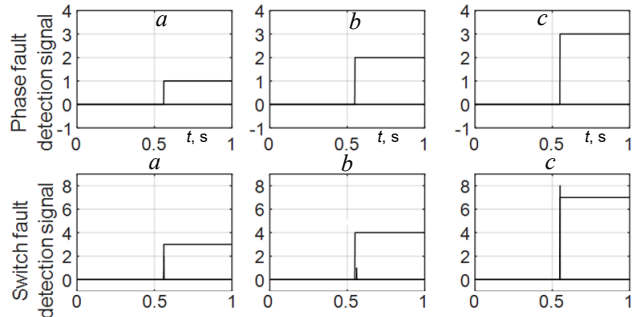 a b c
Phase fault
detection signal
4 4 4
3 3 3
2 2 2
1 1 1
0 0 0
-1 -1 -1
0 0.5 t, s 1 0 0.5 t, s 1 0 0.5 t, s 1
a b c
Switch fault
detection signal
8 8 8
6 6 6
4 4 4
2 2 2
0 0 0
0 0.5 1 0 0.5 1 0 0.5 1